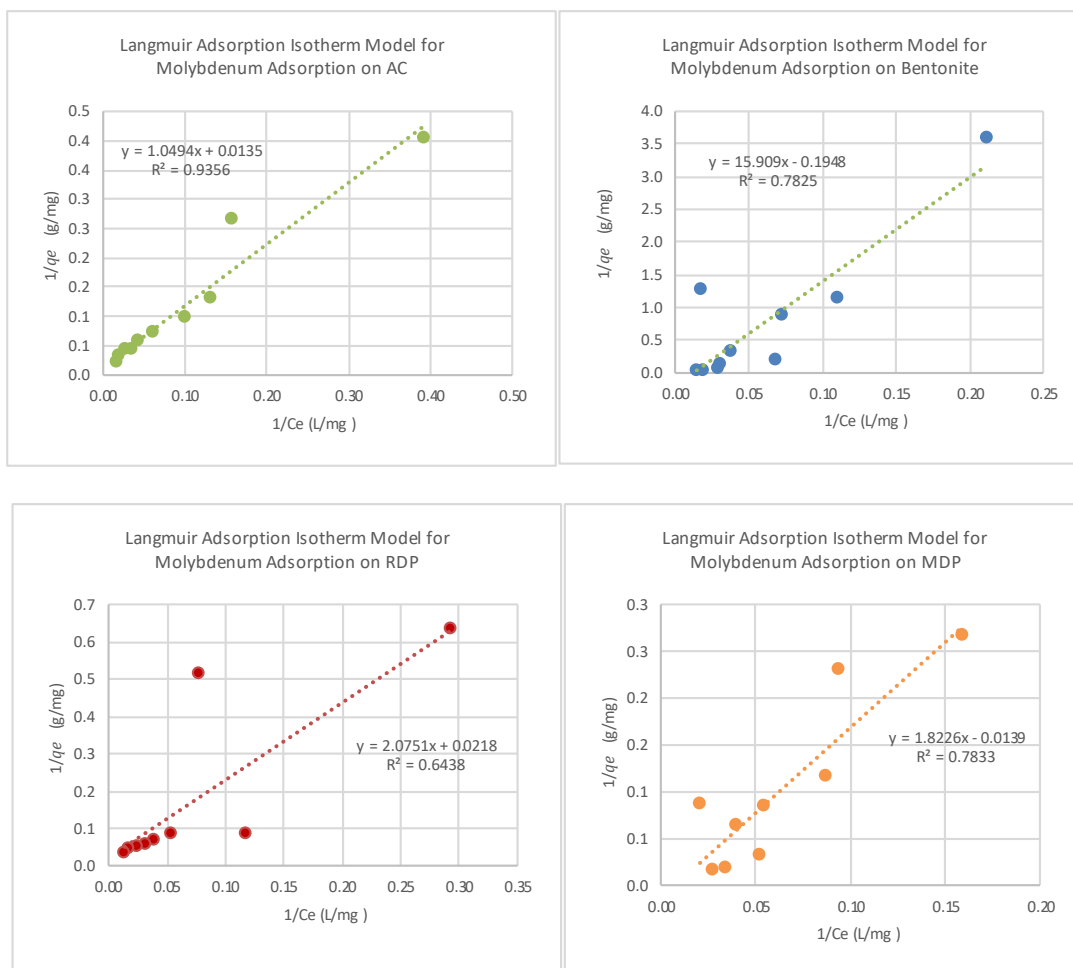 Langmuir Adsorption Isotherm Model for
Molybdenum Adsorption on AC
0.5
0.4
0.4
0.3
0.3
0.2
0.2
0.1
0.1
0.0
1/qe (g/mg)
y = 1.0494x + 0.0135
R² = 0.9356
0.00 0.10 0.20 0.30 0.40 0.50
1/Ce (L/mg )
Langmuir Adsorption Isotherm Model for
Molybdenum Adsorption on Bentonite
4.0
3.5
3.0
2.5
2.0
1.5
1.0
0.5
0.0
1/qe (g/mg)
y = 15.909x - 0.1948
R² = 0.7825
0.00 0.05 0.10 0.15 0.20 0.25
1/Ce (L/mg )
Langmuir Adsorption Isotherm Model for
Molybdenum Adsorption on RDP
0.7
0.6
0.5
0.4
0.3
0.2
0.1
0.0
1/qe (g/mg)
y = 2.0751x + 0.0218
R² = 0.6438
0.00 0.05 0.10 0.15 0.20 0.25 0.30 0.35
1/Ce (L/mg )
Langmuir Adsorption Isotherm Model for
Molybdenum Adsorption on MDP
0.3
0.3
0.2
0.2
0.1
0.1
0.0
1/qe (g/mg)
y = 1.8226x - 0.0139
R² = 0.7833
0.00 0.05 0.10 0.15 0.20
1/Ce (L/mg )